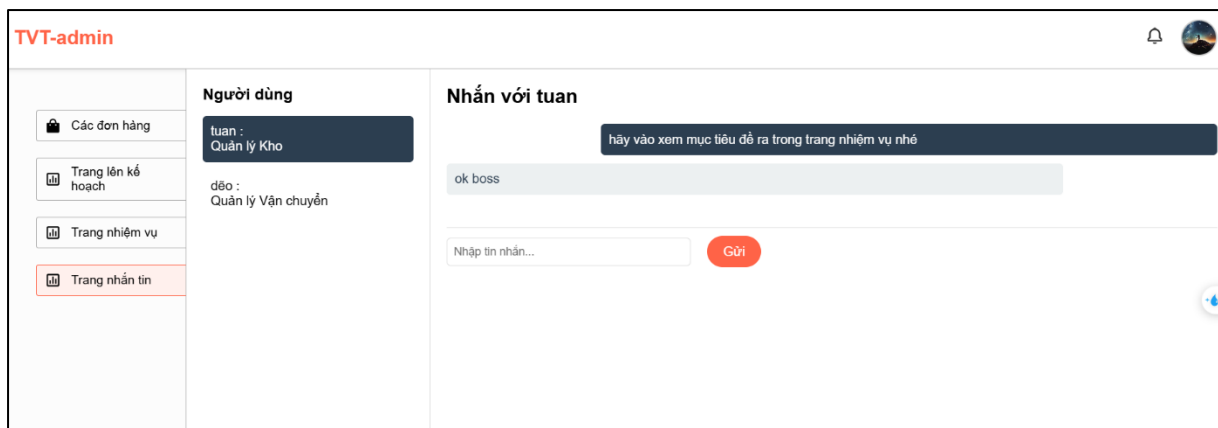 TVT-admin
Các đơn hàng
Trang lên kế
hoạch
Trang nhiệm vụ
Trang nhắn tin
Người dùng
tuan :
Quản lý Kho
dẽo :
Quản lý Vận chuyển
Nhắn với tuan
hãy vào xem mục tiêu đề ra trong trang nhiệm vụ nhé
ok boss
Nhập tin nhắn...
Gửi